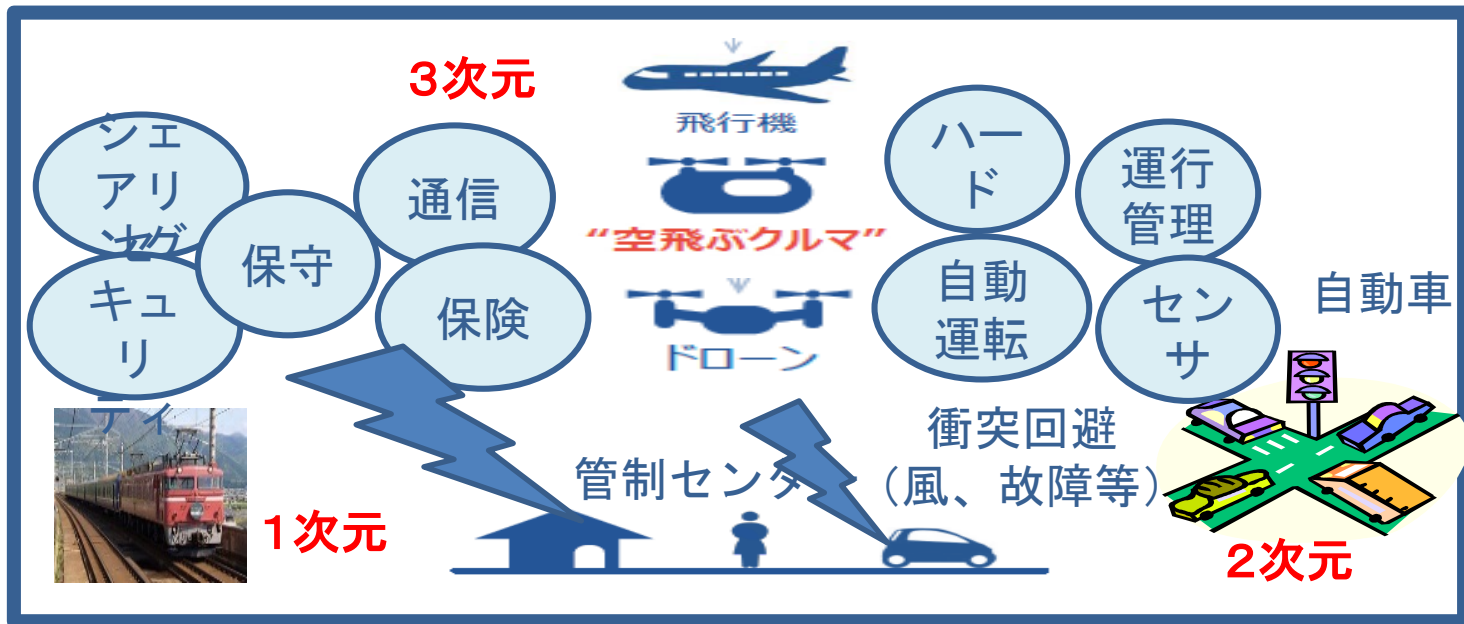 3次元
飛行機
“空飛ぶクルマ”
ドローン
シェ
アリ
ング
セ
キュ
リ
ティ
保守
通信
保険
ハー
ド
運行
管理
自動
運転
セン
サ
自動車
衝突回避
(風、故障等)
管制センター
1次元
2次元